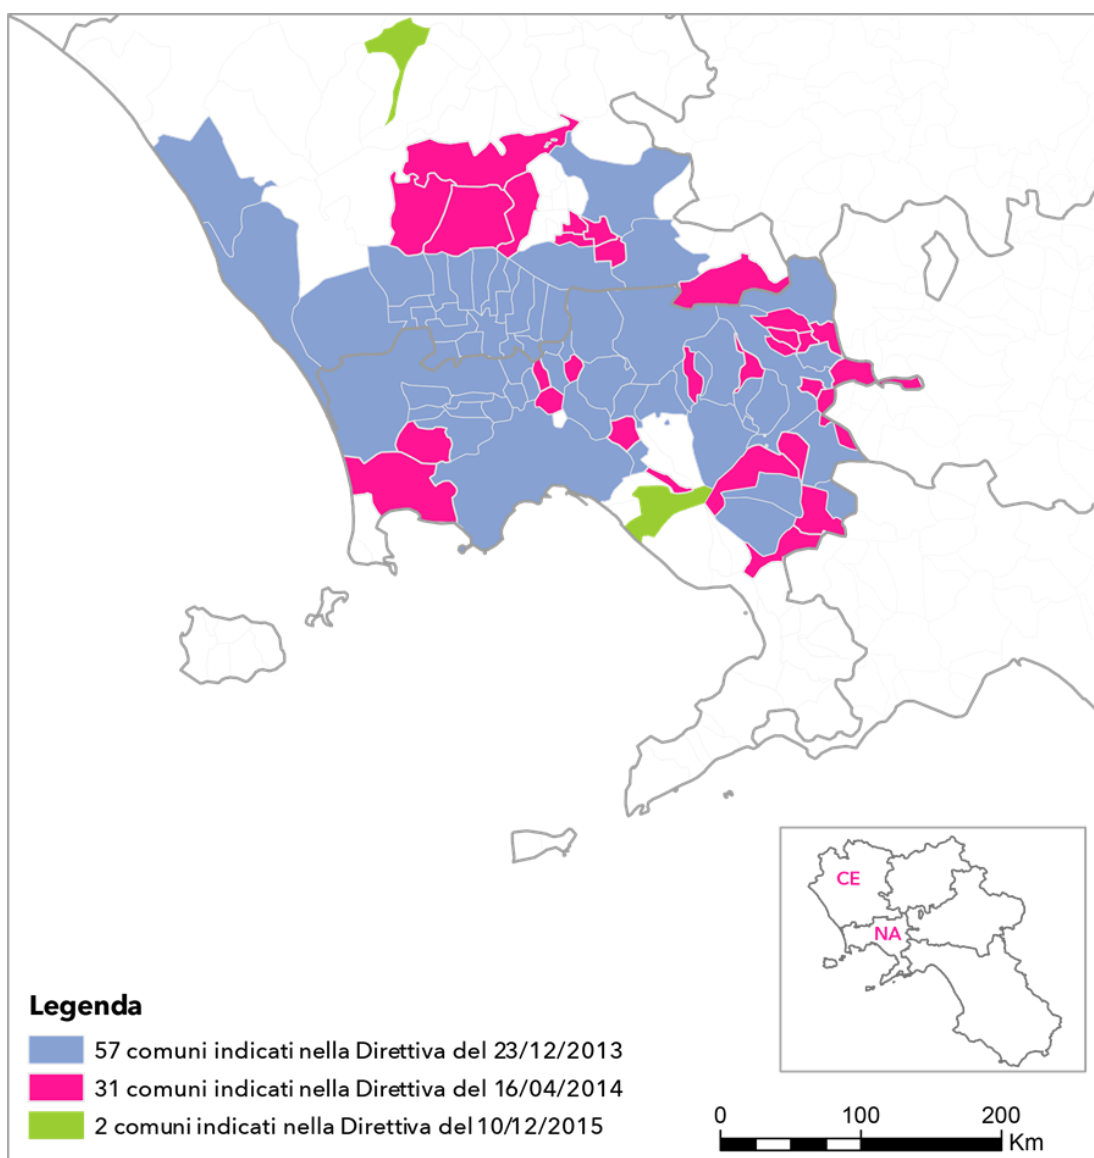 CE
NA
Legenda
57 comuni indicati nella Direttiva del 23/12/2013
31 comuni indicati nella Direttiva del 16/04/2014
2 comuni indicati nella Direttiva del 10/12/2015
0 100 200
Km